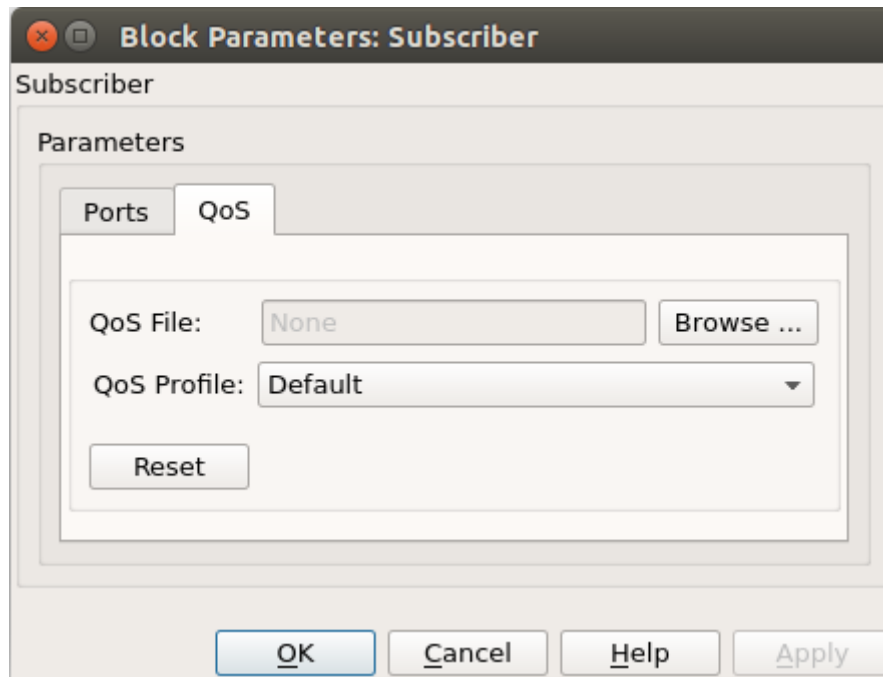 Block Parameters: Subscriber
Subscriber
Parameters
Ports QoS
QoS File: None Browse ...
QoS Profile: Default
Reset
OK Cancel Help Apply